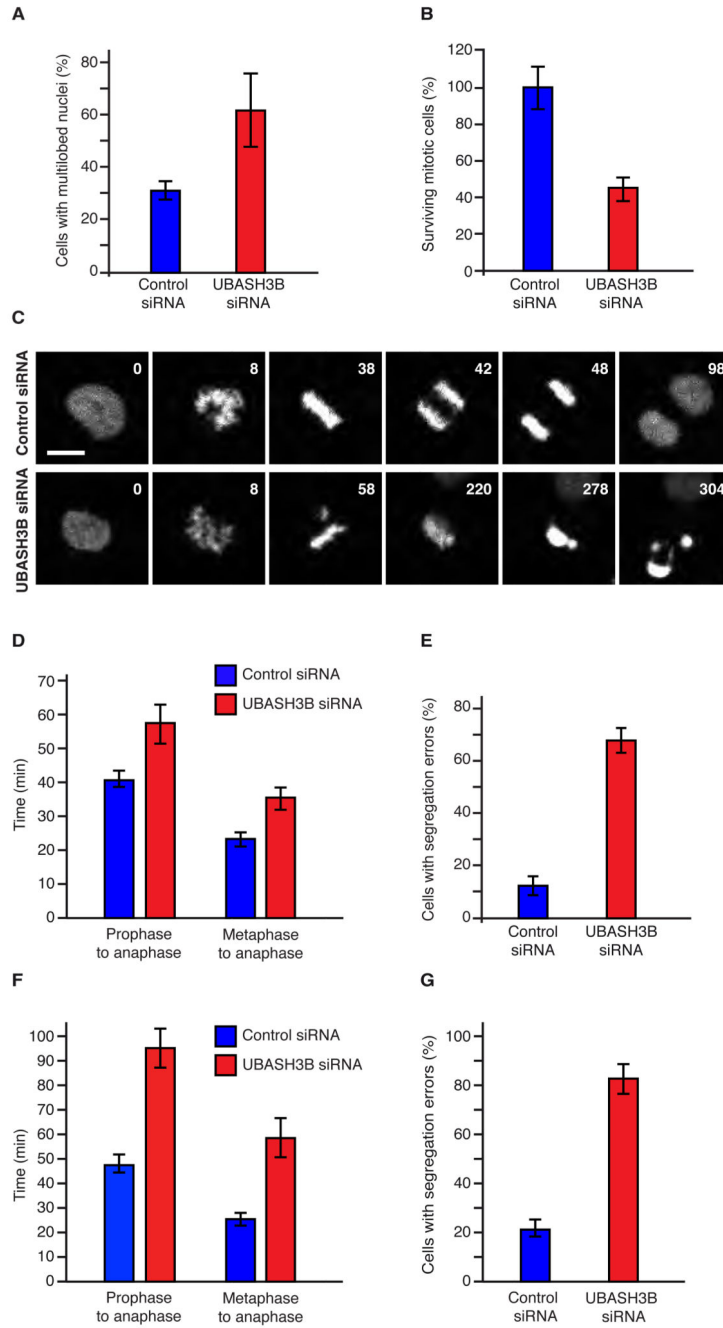 A
Cells with multilobed nuclei (%)
80
60
40
20
0
Control
siRNA
UBASH3B
siRNA
B
Surviving mitotic cells (%)
120
100
80
60
40
20
0
Control
siRNA
UBASH3B
siRNA
C
Control siRNA
0
8
38
42
48
98
UBASH3B siRNA
0
8
58
220
278
304
D
Control siRNA
UBASH3B siRNA
Time (min)
70
60
50
40
30
20
10
0
Prophase
to anaphase
Metaphase
to anaphase
E
Cells with segregation errors (%)
80
60
40
20
0
Control
siRNA
UBASH3B
siRNA
F
Control siRNA
UBASH3B siRNA
Time (min)
100
90
80
70
60
50
40
30
20
10
0
Prophase
to anaphase
Metaphase
to anaphase
G
Cells with segregation errors (%)
100
80
60
40
20
0
Control
siRNA
UBASH3B
siRNA